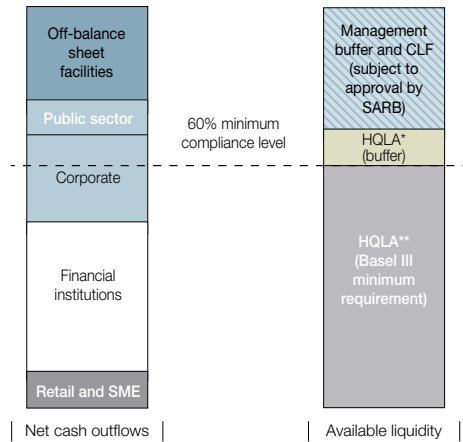 Off-balance
sheet
facilities
Public sector
Corporate
Financial
institutions
Retail and SME
Net cash outflows
60% minimum
compliance level
Management
buffer and CLF
(subject to
approval by
SARB)
HQLA*
(buffer)
HQLA**
(Basel III
minimum
requirement)
Available liquidity